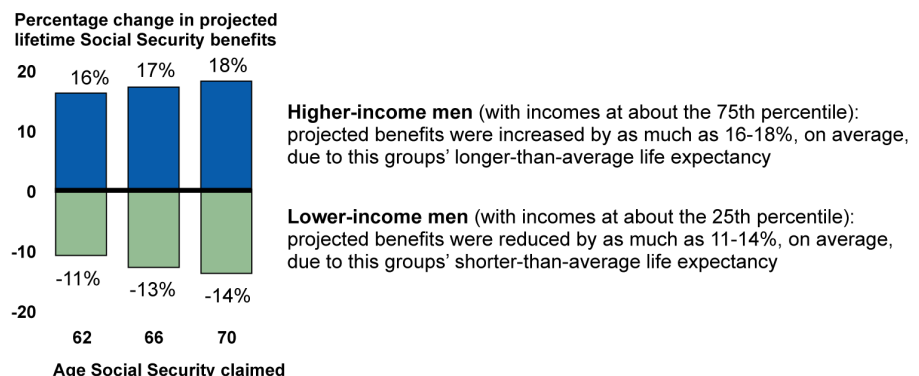 Percentage change in projected
lifetime Social Security benefits
20
10
0
-10
-20
16%
17%
18%
-11%
-13%
-14%
62
66
70
Age Social Security claimed
Higher-income men (with incomes at about the 75th percentile):
projected benefits were increased by as much as 16-18%, on average,
due to this groups’ longer-than-average life expectancy
Lower-income men (with incomes at about the 25th percentile):
projected benefits were reduced by as much as 11-14%, on average,
due to this groups’ shorter-than-average life expectancy